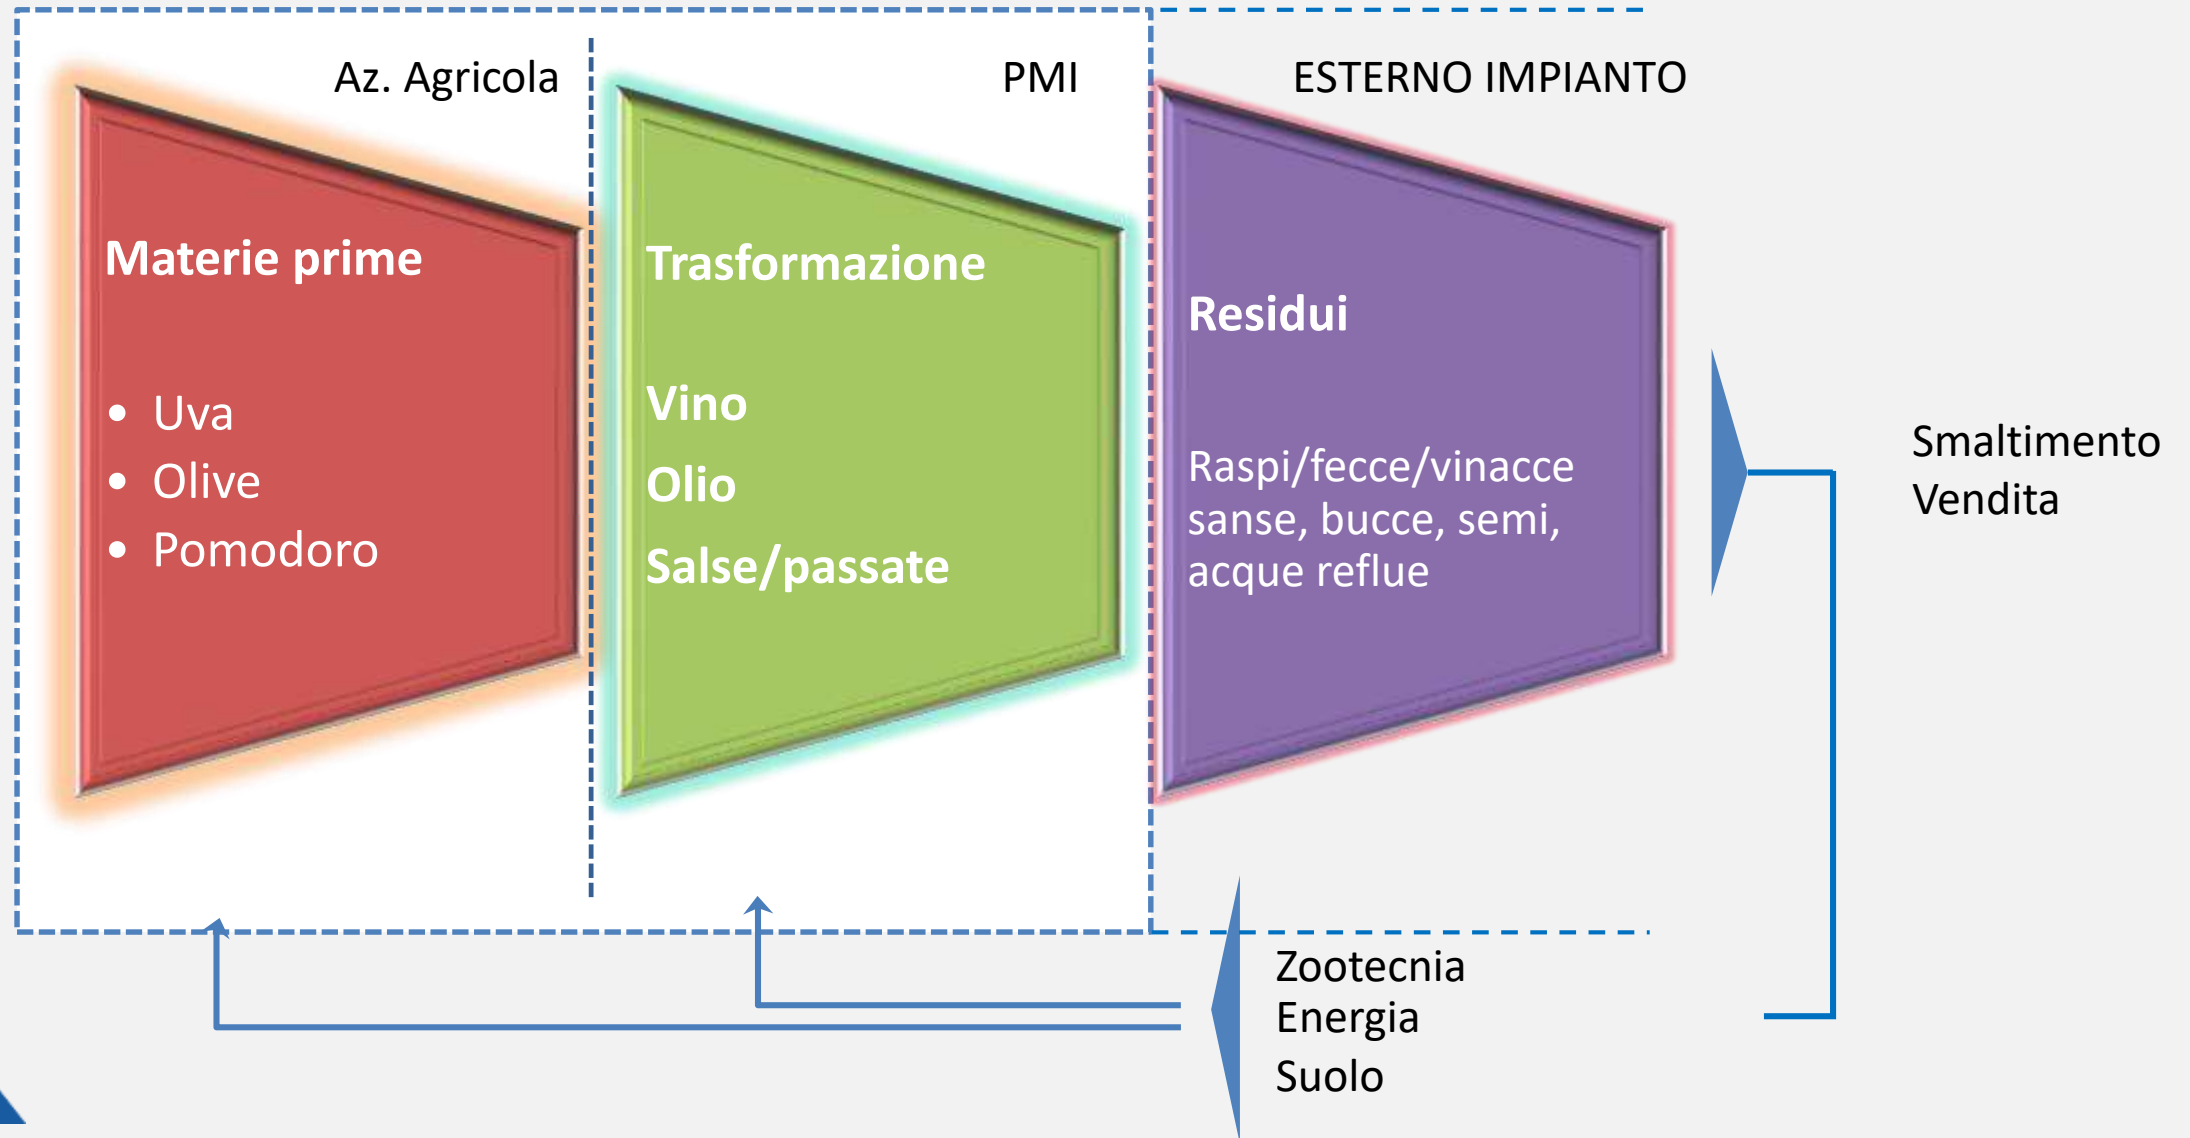 Az. Agricola
PMI
ESTERNO IMPIANTO
Materie prime
• Uva
• Olive
• Pomodoro
Trasformazione
Vino
Olio
Salse/passate
Residui
Raspi/fecce/vinacce
sanse, bucce, semi,
acque reflue
Smaltimento
Vendita
Zootecnia
Energia
Suolo